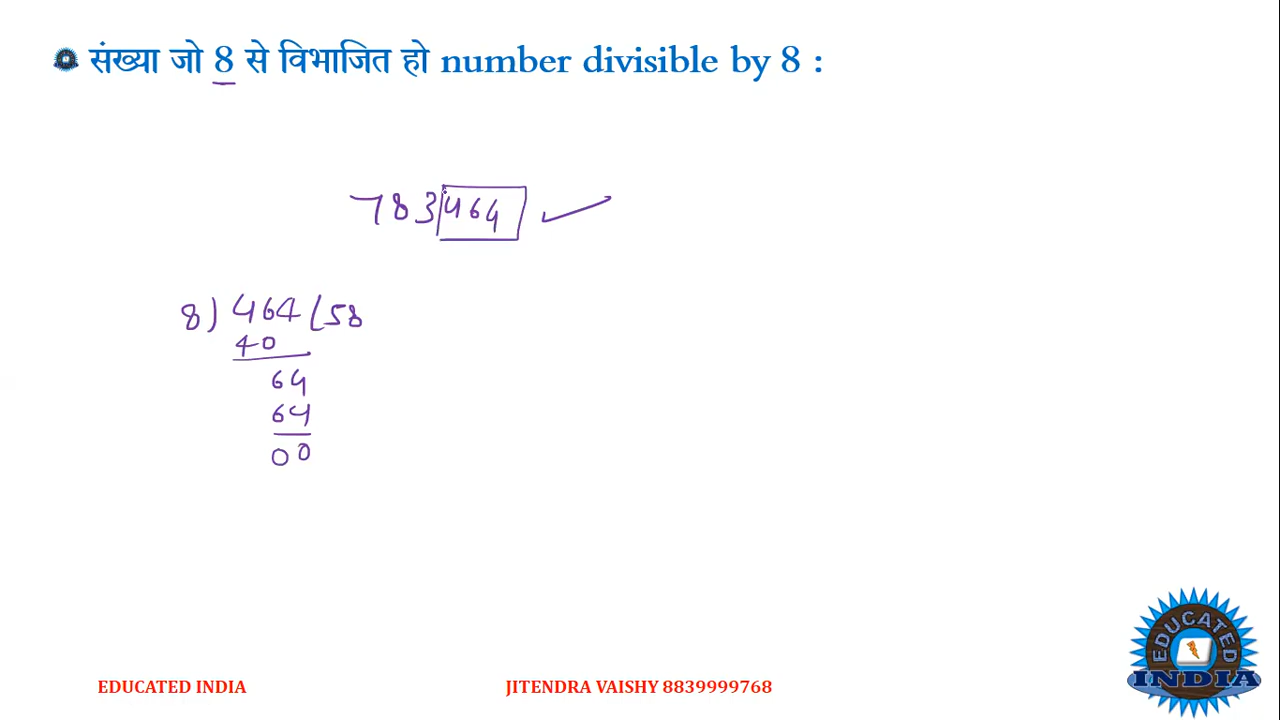 संख्या जो 8 से विभाजित हो number divisible by 8 :
783464
8) 464 (58
40
64
64
00
EDUCATED INDIA
EDUCATED INDIA JITENDRA VAISHY 8839999768